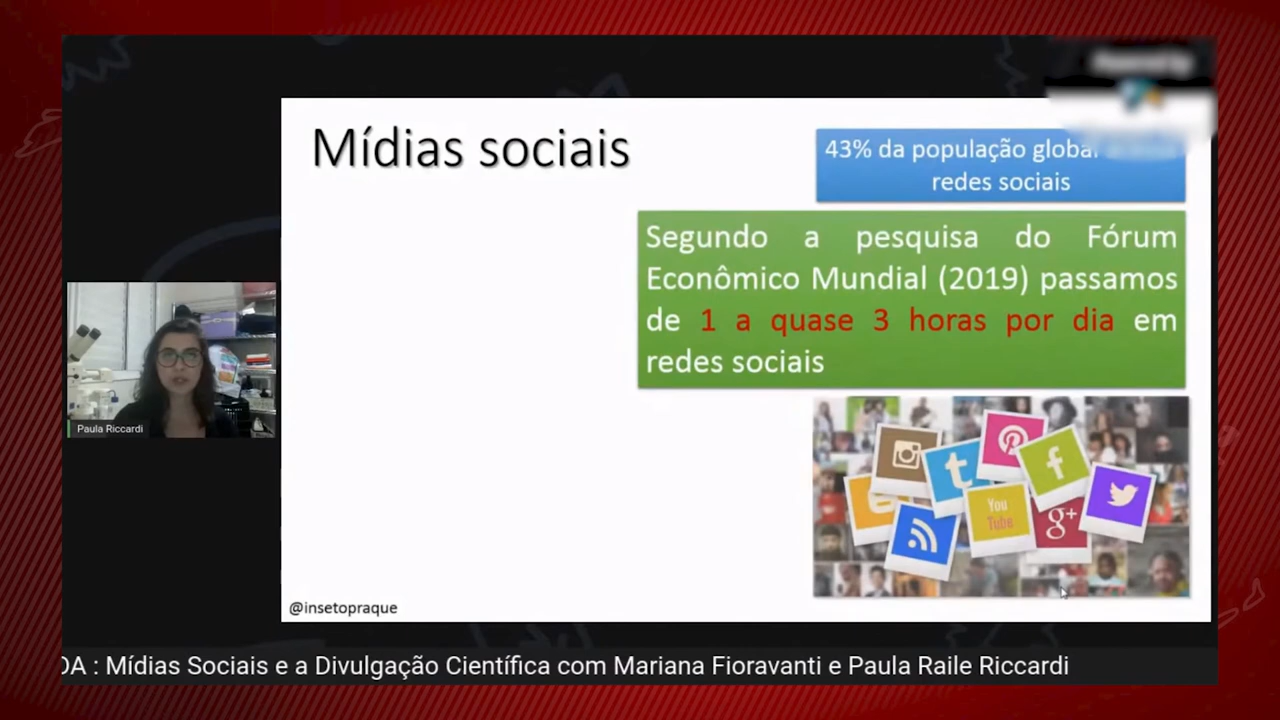 Mídias sociais
43% da população global
redes sociais
Segundo a pesquisa do Fórum
Econômico Mundial (2019) passamos
de 1 a quase 3 horas por dia em
redes sociais
You
Tube
g+
Paula Riccardi
@insetopraque
DA : Mídias Sociais e a Divulgação Científica com Mariana Fioravanti e Paula Raile Riccardi